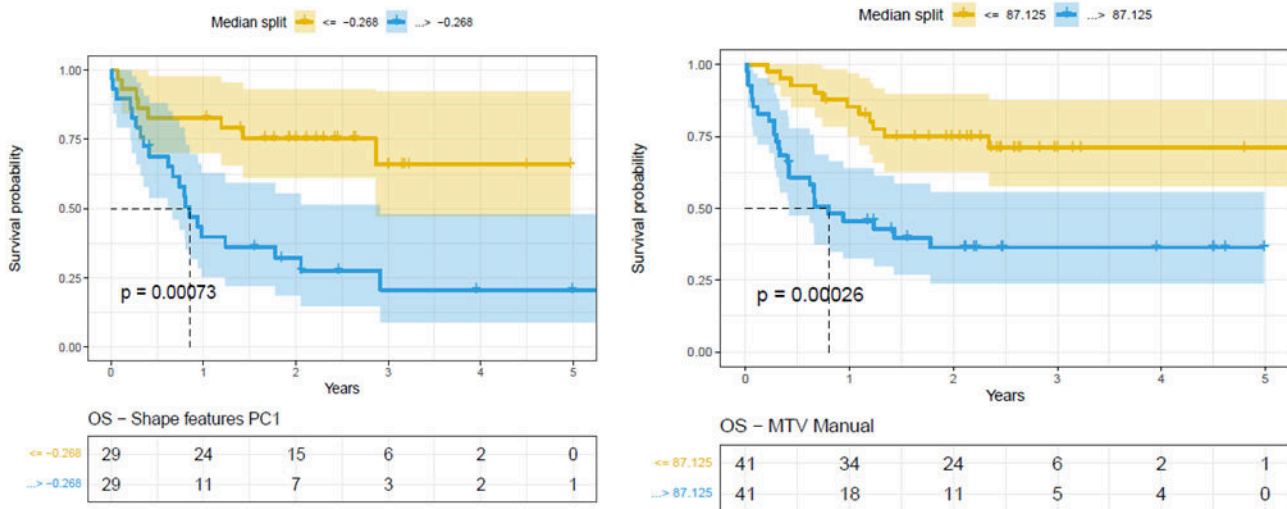 Median split <= −0.268 ...> −0.268
1.00
0.75
0.50
0.25
0.00
Survival probability
p = 0.00073
0 1 2 3 4 5
Years
OS − Shape features PC1
<= −0.268 29 24 15 6 2 0
...> −0.268 29 11 7 3 2 1
Median split <= 87.125 ...> 87.125
1.00
0.75
0.50
0.25
0.00
Survival probability
p = 0.00026
0 1 2 3 4 5
Years
OS − MTV Manual
<= 87.125 41 34 24 6 2 1
...> 87.125 41 18 11 5 4 0